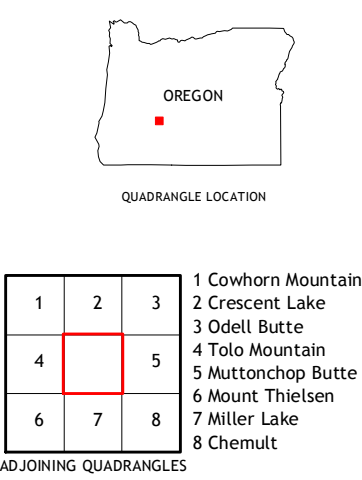 OREGON
QUADRANGLE LOCATION
1 2 3
4 5
6 7 8
1 Cowhorn Mountain
2 Crescent Lake
3 Odell Butte
4 Tolo Mountain
5 Muttonchop Butte
6 Mount Thielsen
7 Miller Lake
8 Chemult
ADJOINING QUADRANGLES